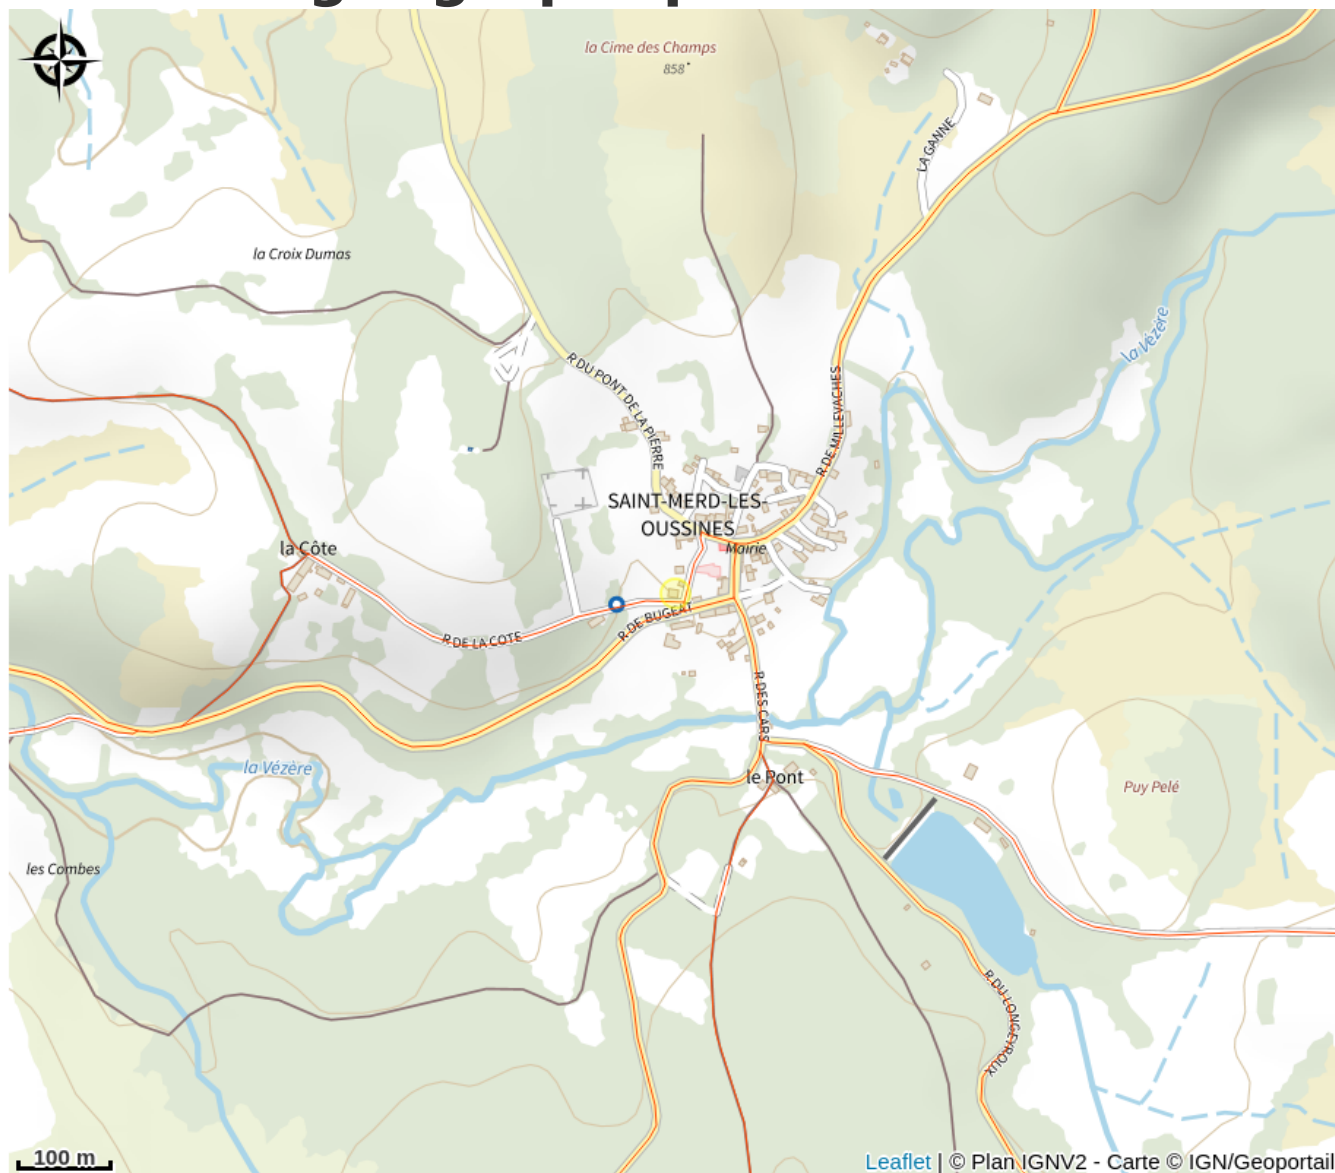 la Cime des Champs
858
LA GANNE
la Croix Dumas
la Vézère
R DU PONT DE LA PIERRE
R DE MILLEVACHES
SAINT-MERD-LES-
OUSSINES
Mairie
la Côte
R DE LA COTE
R DE BUGEAT
R DES CARS
la Vézère
le Pont
Puy Pelé
les Combes
R DU LONGEYROUX
100 m
Leaflet | © Plan IGNV2 - Carte © IGN/Geoportail